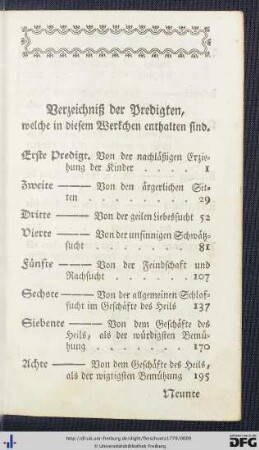 Verzeichniß der Predigten,
welche in diesem Werkchen enthalten sind.
Erste Predigt. Von der nachläßigen Erzie-
hung der Kinder . . . . 1
Zweite ——— Von den ärgerlichen Sit-
ten . . . . . . . 29
Dritte ——— Von der geilen Liebessucht 52
Vierte ——— Von der unsinnigen Schwätz-
sucht . . . . . . 81
Fünfte ——— Von der Feindschaft und
Rachsucht . . . . . 107
Sechste ——— Von der allgemeinen Schlaf-
sucht im Geschäfte des Heils 137
Siebente ——— Von dem Geschäfte des
Heils, als der würdigsten Bemü-
hung . . . . . . 170
Achte ——— Von dem Geschäfte des Heils,
als der wigtigsten Bemühung 195
Neunte
© Universitätsbibliothek Freiburg
DFG